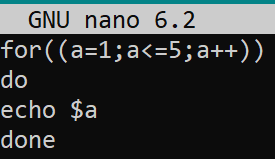 GNU nano 6.2
for((a=1;a<=5;a++))
do
echo $a
done